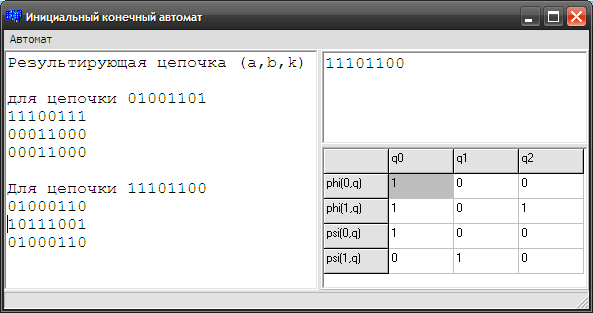 Инициальный конечный автомат
Автомат
Результирующая цепочка (a,b,k)
для цепочки 01001101
11100111
00011000
00011000
Для цепочки 11101100
01000110
10111001
01000110
11101100
q0 q1 q2
phi(0,q) 1 0 0
phi(1,q) 1 0 1
psi(0,q) 1 0 0
psi(1,q) 0 1 0